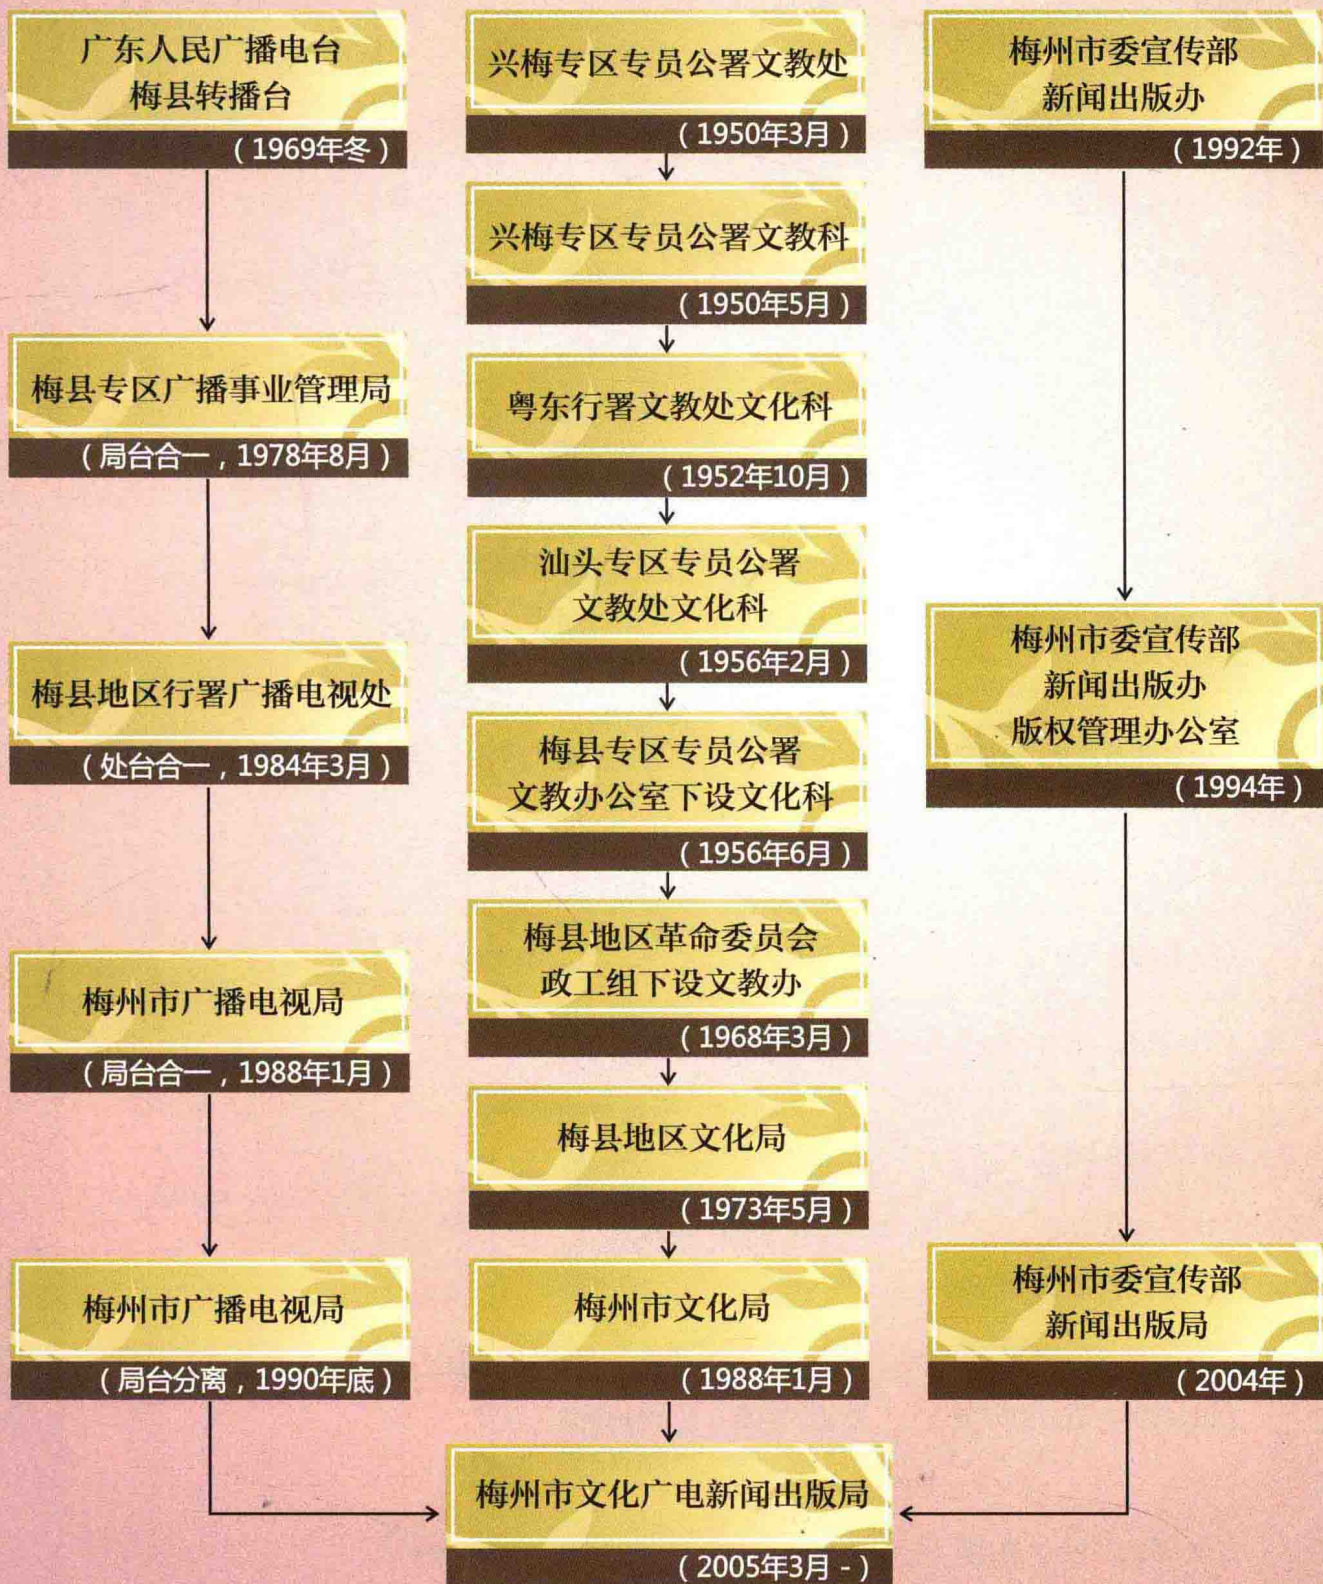 广东人民广播电台
梅县转播台
（1969年冬）
梅县专区广播事业管理局
（局台合一，1978年8月）
梅县地区行署广播电视处
（处台合一，1984年3月）
梅州市广播电视局
（局台合一，1988年1月）
梅州市广播电视局
（局台分离，1990年底）
兴梅专区专员公署文教处
（1950年3月）
兴梅专区专员公署文教科
（1950年5月）
粤东行署文教处文化科
（1952年10月）
汕头专区专员公署
文教处文化科
（1956年2月）
梅县专区专员公署
文教办公室下设文化科
（1956年6月）
梅县地区革命委员会
政工组下设文教办
（1968年3月）
梅县地区文化局
（1973年5月）
梅州市文化局
（1988年1月）
梅州市委宣传部
新闻出版办
（1992年）
梅州市委宣传部
新闻出版办
版权管理办公室
（1994年）
梅州市委宣传部
新闻出版局
（2004年）
梅州市文化广电新闻出版局
（2005年3月 -）